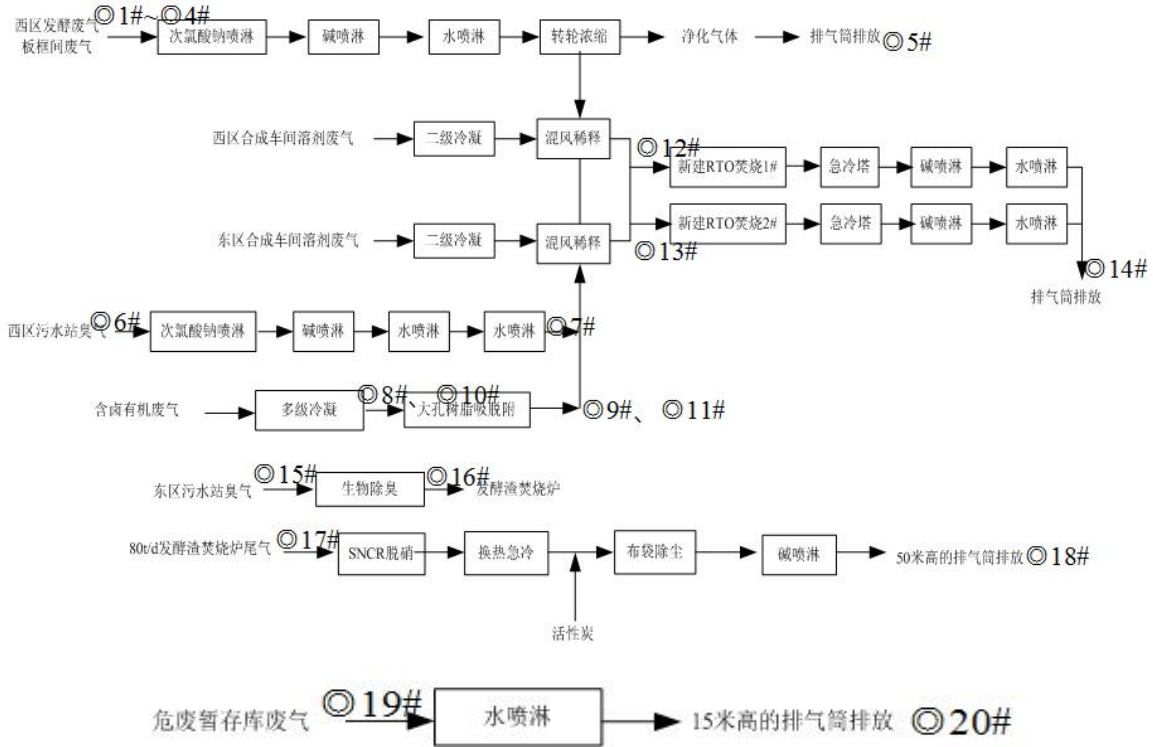 西区发酵废气 ◎1#~◎4#
板框间废气
次氯酸钠喷淋
碱喷淋
水喷淋
转轮浓缩
净化气体
排气筒排放◎5#
西区合成车间溶剂废气
二级冷凝
混风稀释
◎12#
新建RTO焚烧1#
急冷塔
碱喷淋
水喷淋
东区合成车间溶剂废气
二级冷凝
混风稀释
◎13#
新建RTO焚烧2#
急冷塔
碱喷淋
水喷淋
◎14#
排气筒排放
西区污水站臭气
◎6#
次氯酸钠喷淋
碱喷淋
水喷淋
水喷淋
◎7#
含卤有机废气
多级冷凝
◎8#、◎10#
大孔树脂吸脱附
◎9#、◎11#
东区污水站臭气
◎15#
生物除臭
◎16#
发酵渣焚烧炉
80t/d发酵渣焚烧炉尾气
◎17#
SNCR脱硝
换热急冷
布袋除尘
碱喷淋
50米高的排气筒排放◎18#
活性炭
危废暂存库废气
◎19#
水喷淋
15米高的排气筒排放 ◎20#